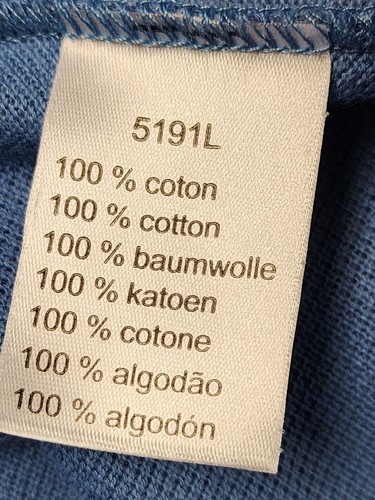 5191L
100 % coton
100 % cotton
100 % baumwolle
100 % katoen
100 % cotone
100 % algodão
100 % algodón